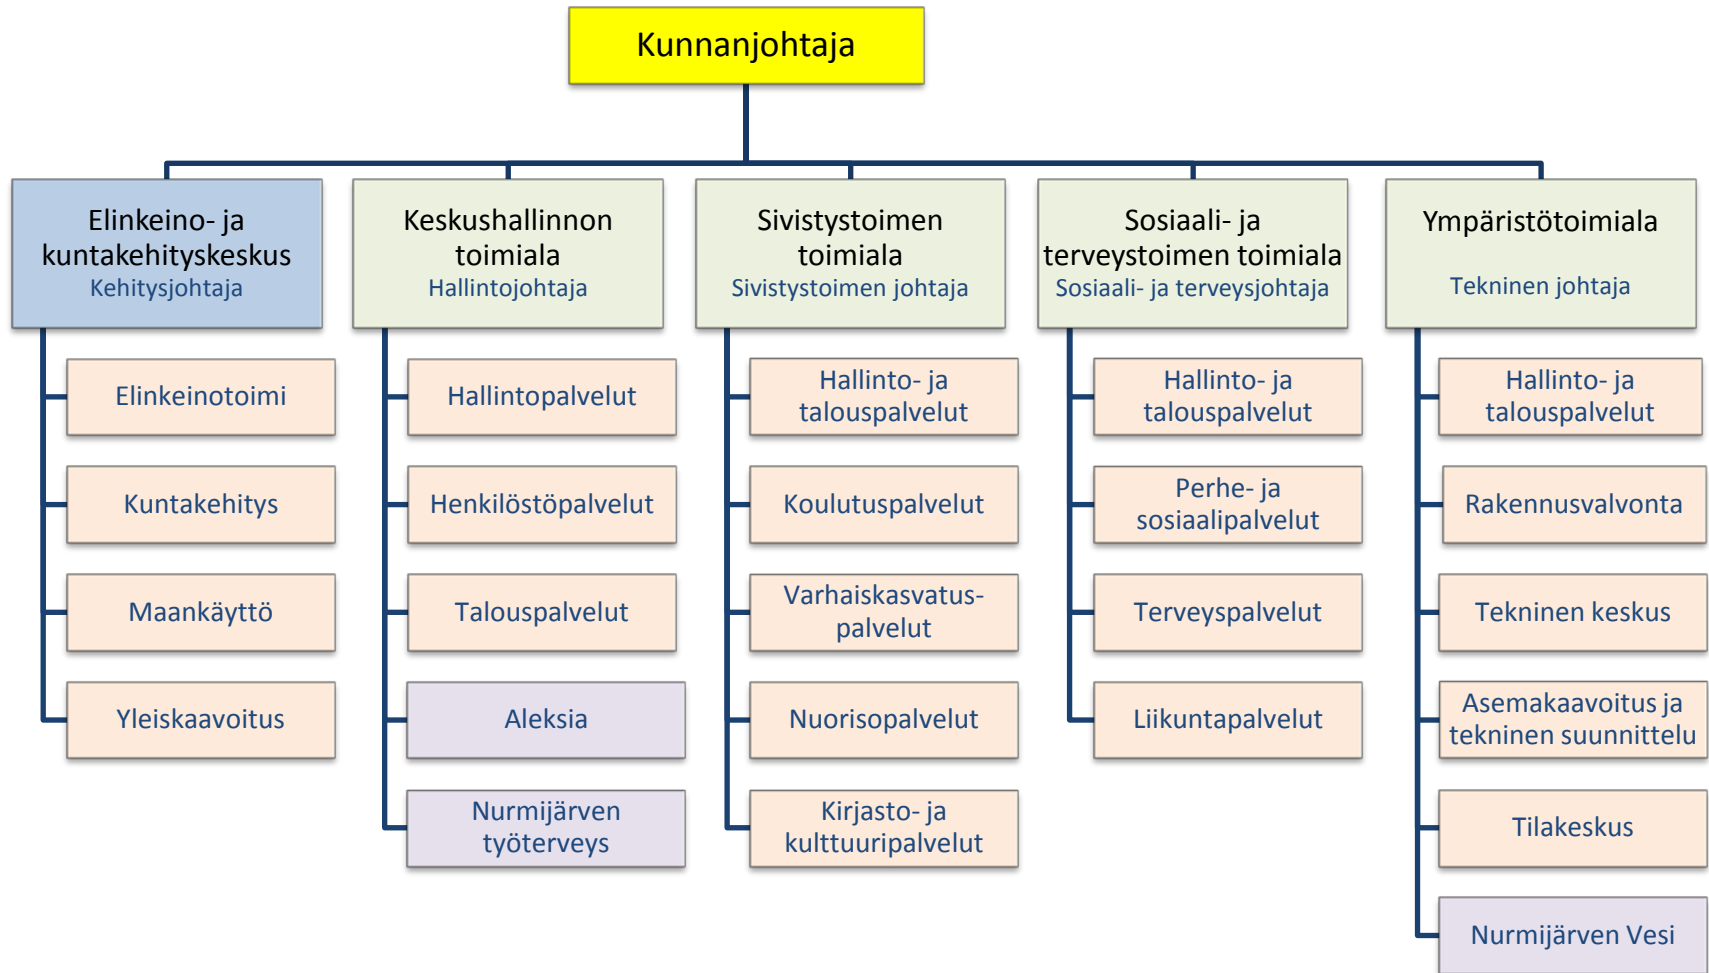 Kunnanjohtaja
Elinkeino- ja
kuntakehityskeskus
Kehitysjohtaja
Elinkeinotoimi
Kuntakehitys
Maankäyttö
Yleiskaavoitus
Keskushallinnon
toimiala
Hallintojohtaja
Hallintopalvelut
Henkilöstöpalvelut
Talouspalvelut
Aleksia
Nurmijärven
työterveys
Sivistystoimen
toimiala
Sivistystoimen johtaja
Hallinto- ja
talouspalvelut
Koulutuspalvelut
Varhaiskasvatus-
palvelut
Nuorisopalvelut
Kirjasto- ja
kulttuuripalvelut
Sosiaali- ja
terveystoimen toimiala
Sosiaali- ja terveysjohtaja
Hallinto- ja
talouspalvelut
Perhe- ja
sosiaalipalvelut
Terveyspalvelut
Liikuntapalvelut
Ympäristötoimiala
Tekninen johtaja
Hallinto- ja
talouspalvelut
Rakennusvalvonta
Tekninen keskus
Asemakaavoitus ja
tekninen suunnittelu
Tilakeskus
Nurmijärven Vesi